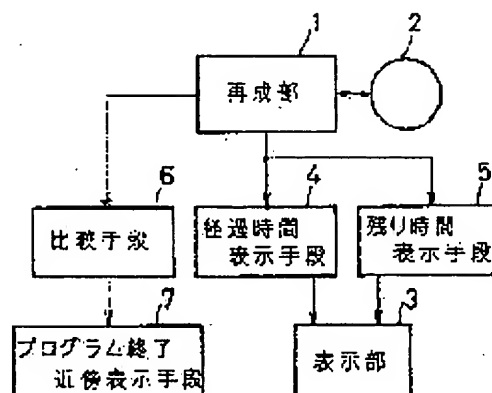 1
2
再成部
6
4
5
比較手段
経過時間
表示手段
残り時間
表示手段
7
3
プログラム終了
近傍表示手段
表示部